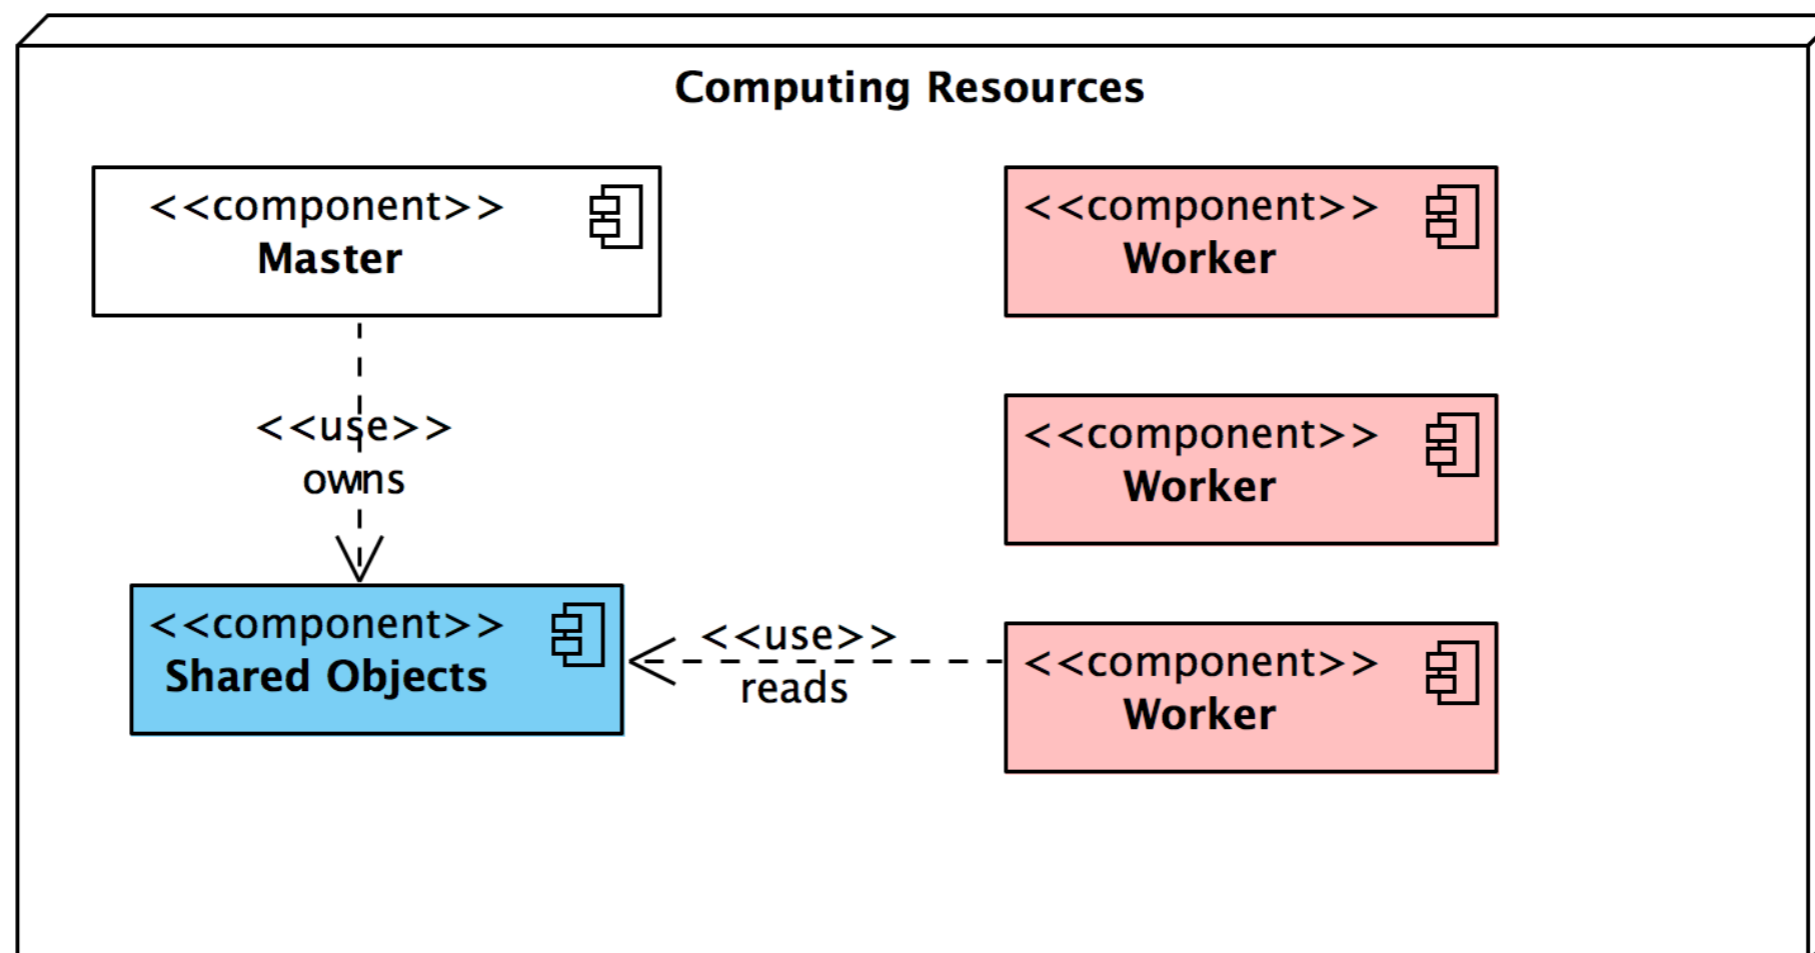 Computing Resources
<<component>>
Master
<<component>>
Worker
<<use>>
owns
<<component>>
Worker
<<component>>
Shared Objects
<<use>>
reads
<<component>>
Worker